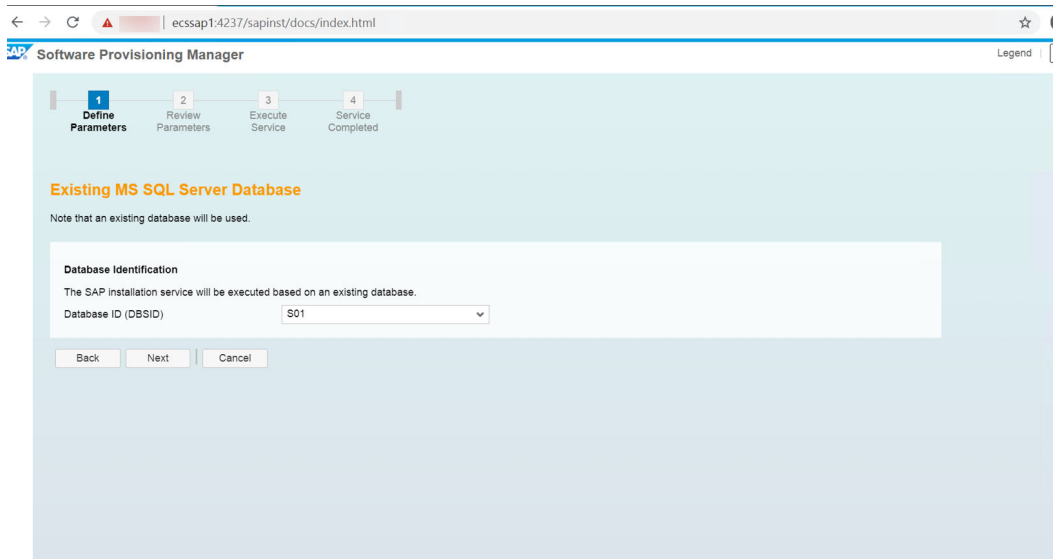 ecssap1:4237/sapinst/docs/index.html
SAP Software Provisioning Manager
Legend
1 2 3 4
Define Parameters
Review Parameters
Execute Service
Service Completed
Existing MS SQL Server Database
Note that an existing database will be used.
Database Identification
The SAP installation service will be executed based on an existing database.
Database ID (DBSID) S01
Back Next Cancel